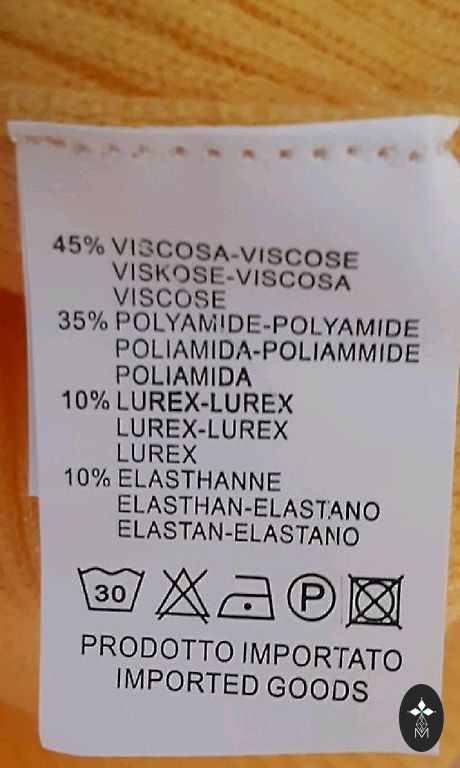 45% VISCOSA-VISCOSE
VISKOSE-VISCOSA
VISCOSE
35% POLYAMIDE-POLYAMIDE
POLIAMIDA-POLIAMMIDE
POLIAMIDA
10% LUREX-LUREX
LUREX-LUREX
LUREX
10% ELASTHANNE
ELASTHAN-ELASTANO
ELASTAN-ELASTANO
30 P
PRODOTTO IMPORTATO
IMPORTED GOODS
M